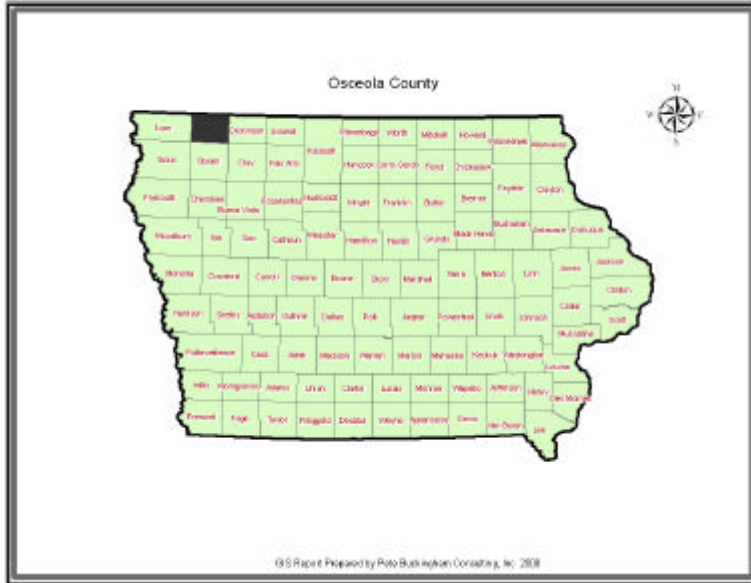 Osceola County
N
W E
S
Lyon Dickinson Emmet Winnebago Worth Mitchell Howard Winneshiek Allamakee
Kossuth
Sioux Obrien Clay Palo Alto Hancock Cerro Gordo Floyd Chickasaw
Plymouth Cherokee Buena Vista Pocahontas Humboldt Wright Franklin Butler Bremer Fayette Clayton
Woodbury Ida Sac Calhoun Webster Hamilton Hardin Grundy Black Hawk Buchanan Delaware Dubuque
Monona Crawford Carroll Greene Boone Story Marshall Tama Benton Linn Jones Jackson
Clinton
Harrison Shelby Audubon Guthrie Dallas Polk Jasper Poweshiek Iowa Johnson Cedar Scott
Muscatine
Pottawattamie Cass Adair Madison Warren Marion Mahaska Keokuk Washington Louisa
Mills Montgomery Adams Union Clarke Lucas Monroe Wapello Jefferson Henry Des Moines
Fremont Page Taylor Ringgold Decatur Wayne Appanoose Davis Van Buren Lee
GIS Report Prepared by Pete Buckingham Consulting, Inc. 2008